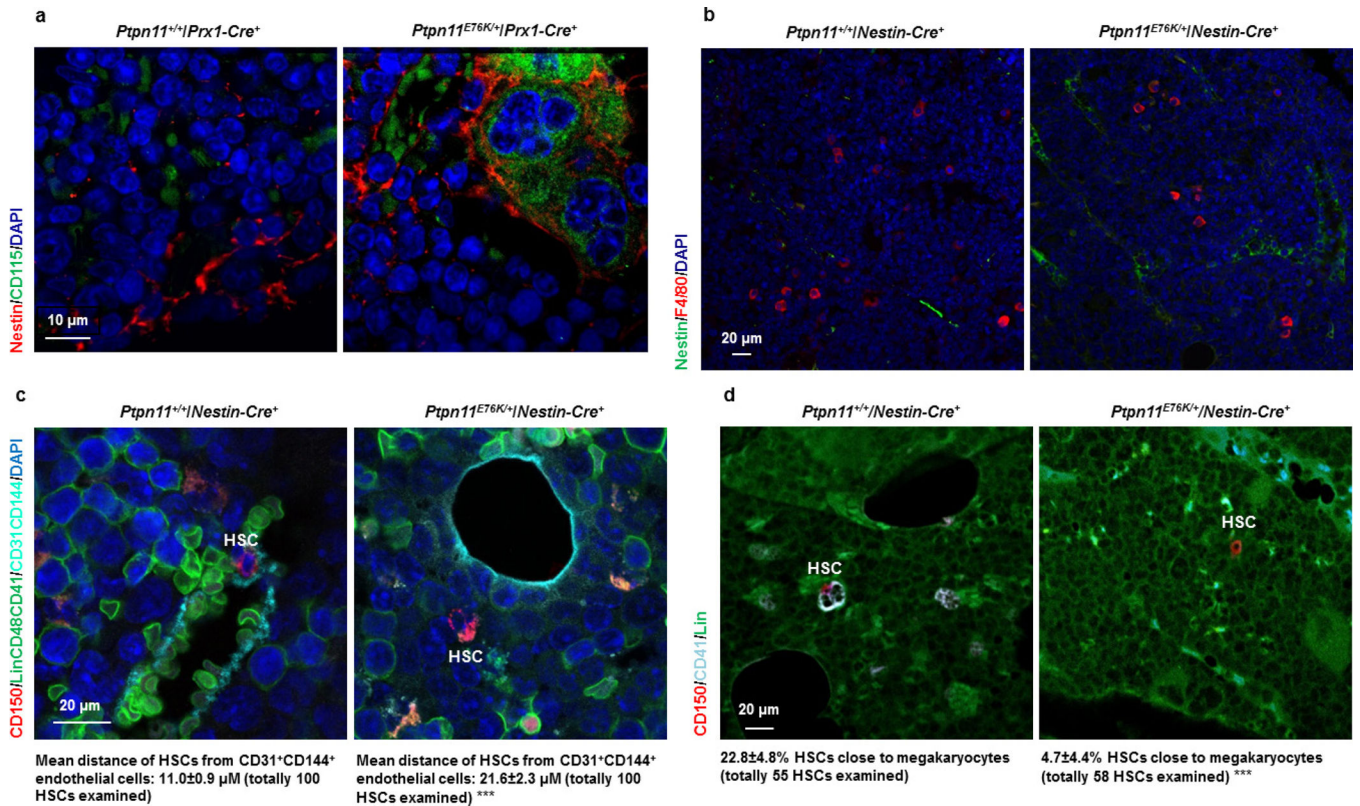 a
Ptpn11+/+/Prx1-Cre+
Ptpn11E76K/+/Prx1-Cre+
Nestin/CD115/DAPI
10 µm
b
Ptpn11+/+/Nestin-Cre+
Ptpn11E76K/+/Nestin-Cre+
Nestin/F4/80/DAPI
20 µm
c
Ptpn11+/+/Nestin-Cre+
Ptpn11E76K/+/Nestin-Cre+
CD150/LinCD48CD41/CD31CD144/DAPI
HSC
20 µm
HSC
Mean distance of HSCs from CD31+CD144+
endothelial cells: 11.0±0.9 µM (totally 100
HSCs examined)
Mean distance of HSCs from CD31+CD144+
endothelial cells: 21.6±2.3 µM (totally 100
HSCs examined) ***
d
Ptpn11+/+/Nestin-Cre+
Ptpn11E76K/+/Nestin-Cre+
CD150/CD41/Lin
HSC
20 µm
HSC
22.8±4.8% HSCs close to megakaryocytes
(totally 55 HSCs examined)
4.7±4.4% HSCs close to megakaryocytes
(totally 58 HSCs examined) ***